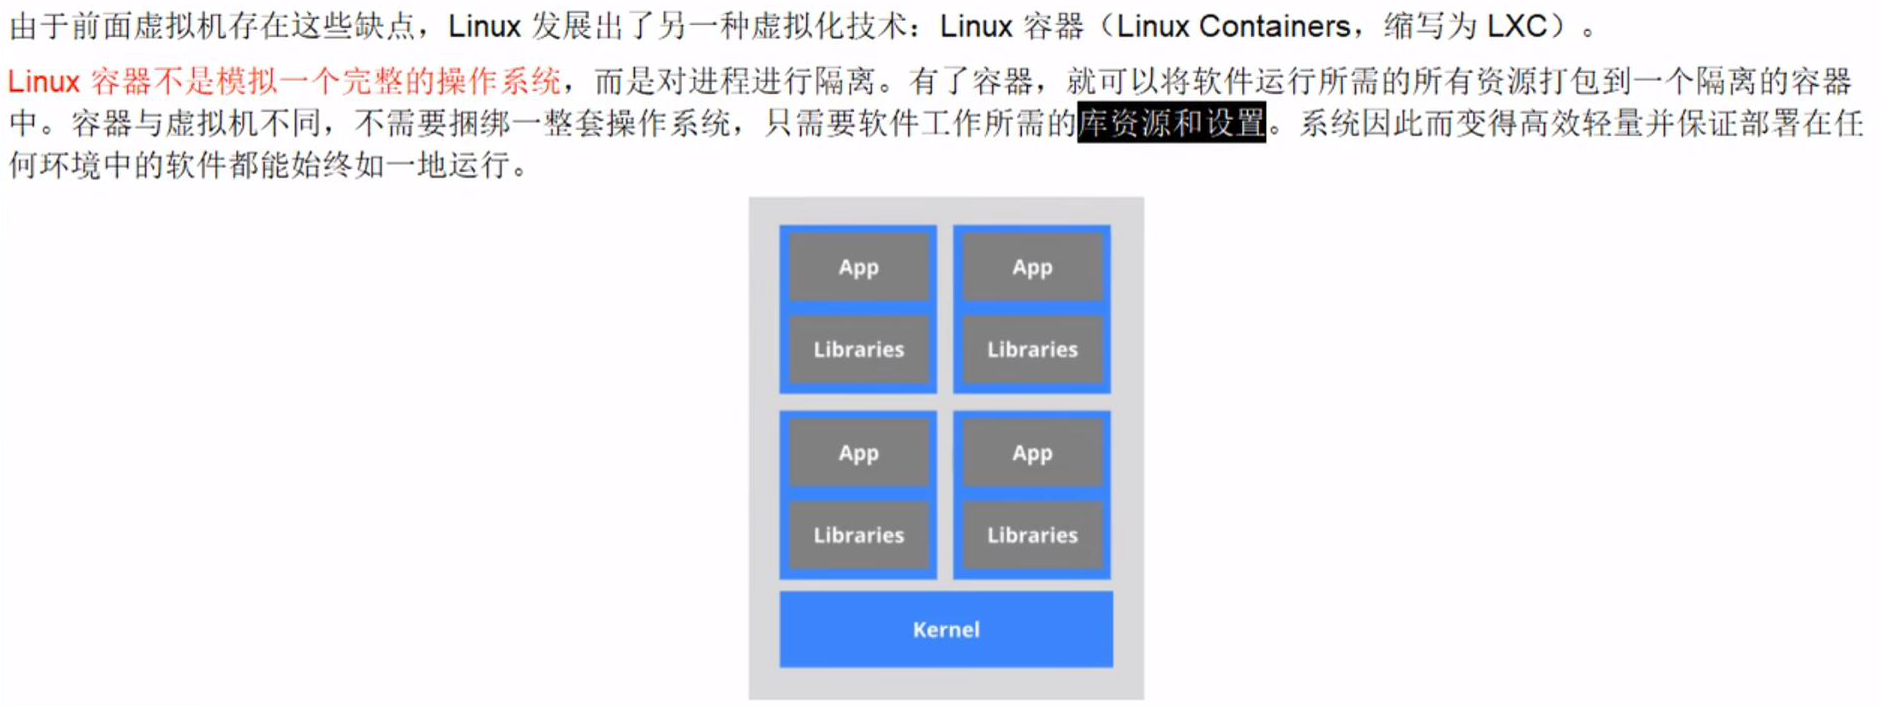 由于前面虚拟机存在这些缺点，Linux 发展出了另一种虚拟化技术：Linux 容器（Linux Containers，缩写为 LXC）。
Linux 容器不是模拟一个完整的操作系统，而是对进程进行隔离。有了容器，就可以将软件运行所需的所有资源打包到一个隔离的容器
中。容器与虚拟机不同，不需要捆绑一整套操作系统，只需要软件工作所需的库资源和设置。系统因此而变得高效轻量并保证部署在任
何环境中的软件都能始终如一地运行。
App
App
Libraries
Libraries
App
App
Libraries
Libraries
Kernel